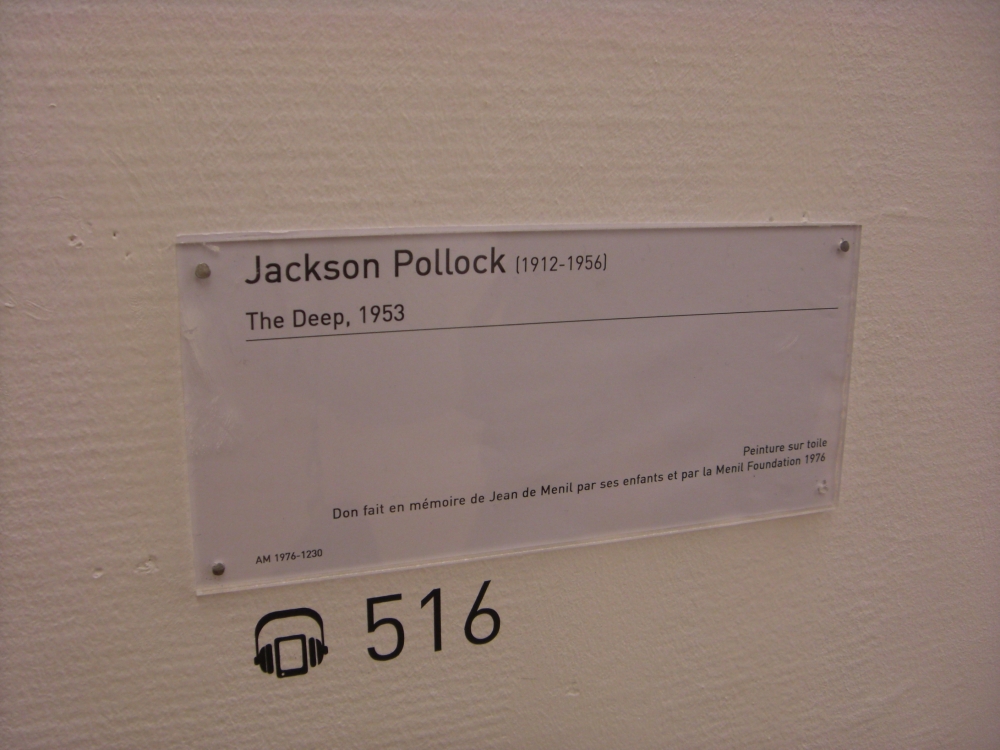 Jackson Pollock (1912-1956)
The Deep, 1953
Peinture sur toile
Don fait en mémoire de Jean de Menil par ses enfants et par la Menil Foundation 1976
AM 1976-1230
516